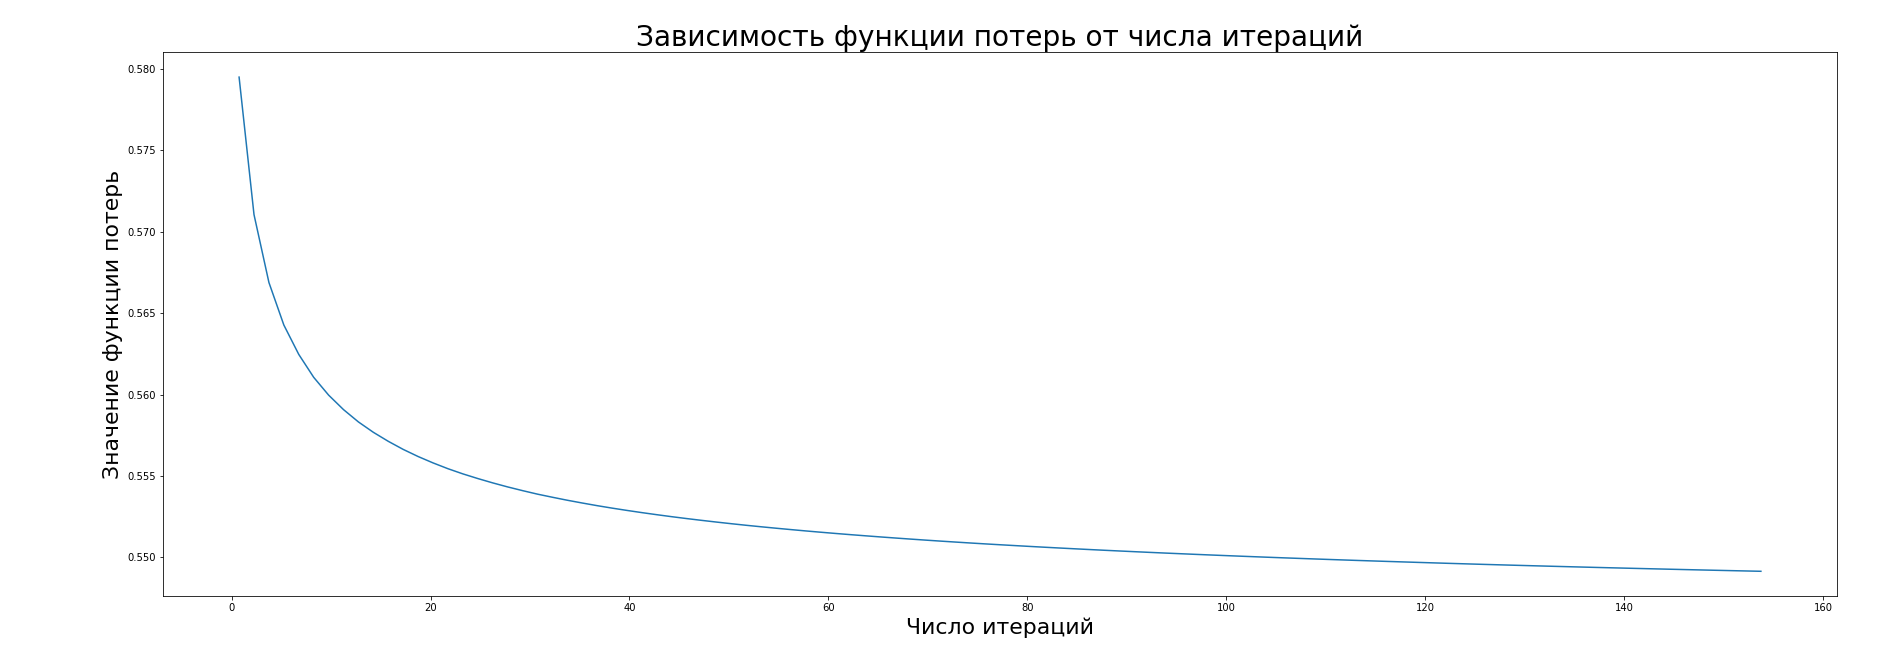 Зависимость функции потерь от числа итераций
Значение функции потерь
0.580
0.575
0.570
0.565
0.560
0.555
0.550
0 20 40 60 80 100 120 140 160
Число итераций